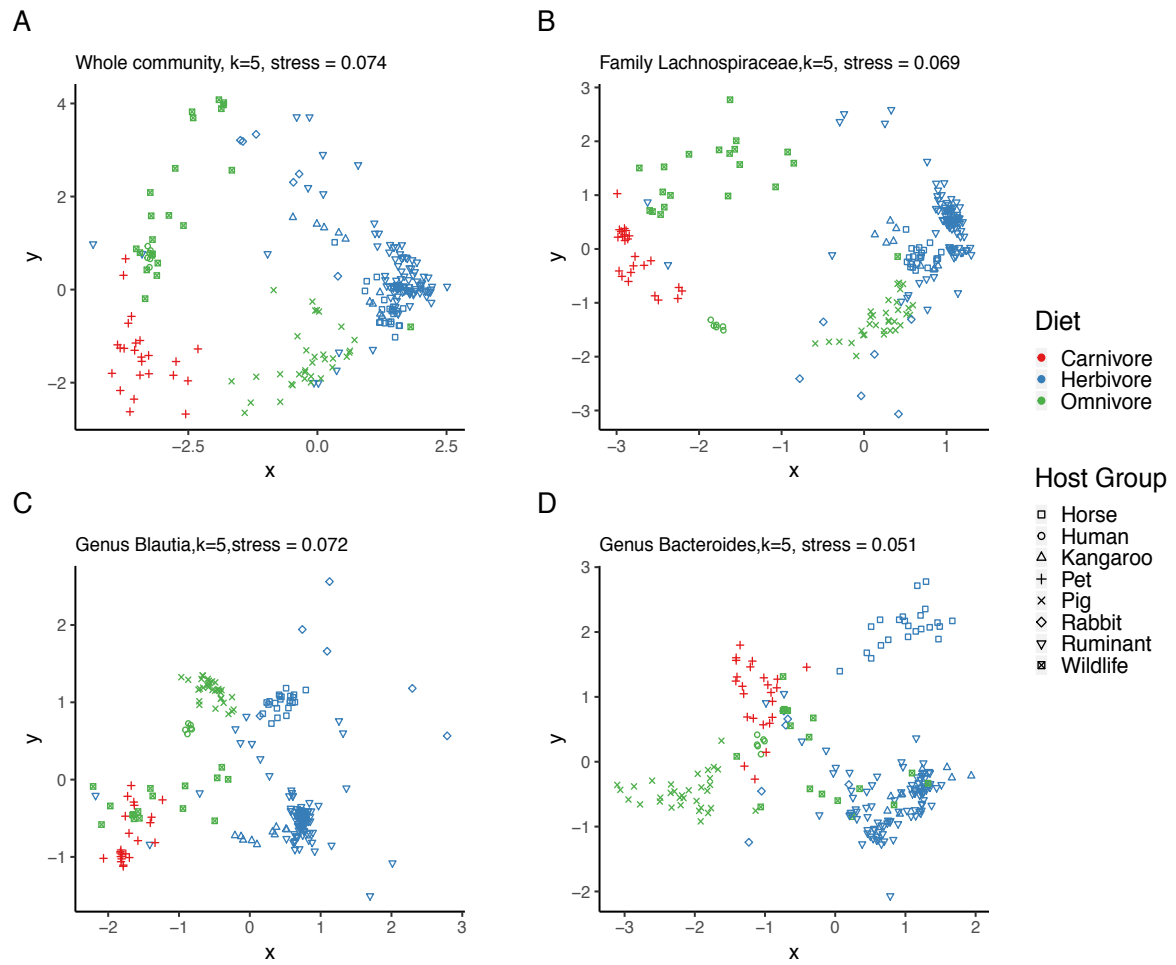 A
Whole community, k=5, stress = 0.074
4
2
0
−2
y
−2.5
0.0
2.5
x
B
Family Lachnospiraceae,k=5, stress = 0.069
3
2
1
0
−1
−2
−3
y
−3
−2
−1
0
1
x
C
Genus Blautia,k=5,stress = 0.072
2
1
0
−1
y
−2
−1
0
1
2
3
x
D
Genus Bacteroides,k=5, stress = 0.051
3
2
1
0
−1
−2
y
−3
−2
−1
0
1
2
x
Diet
Carnivore
Herbivore
Omnivore
Host Group
Horse
Human
Kangaroo
Pet
Pig
Rabbit
Ruminant
Wildlife